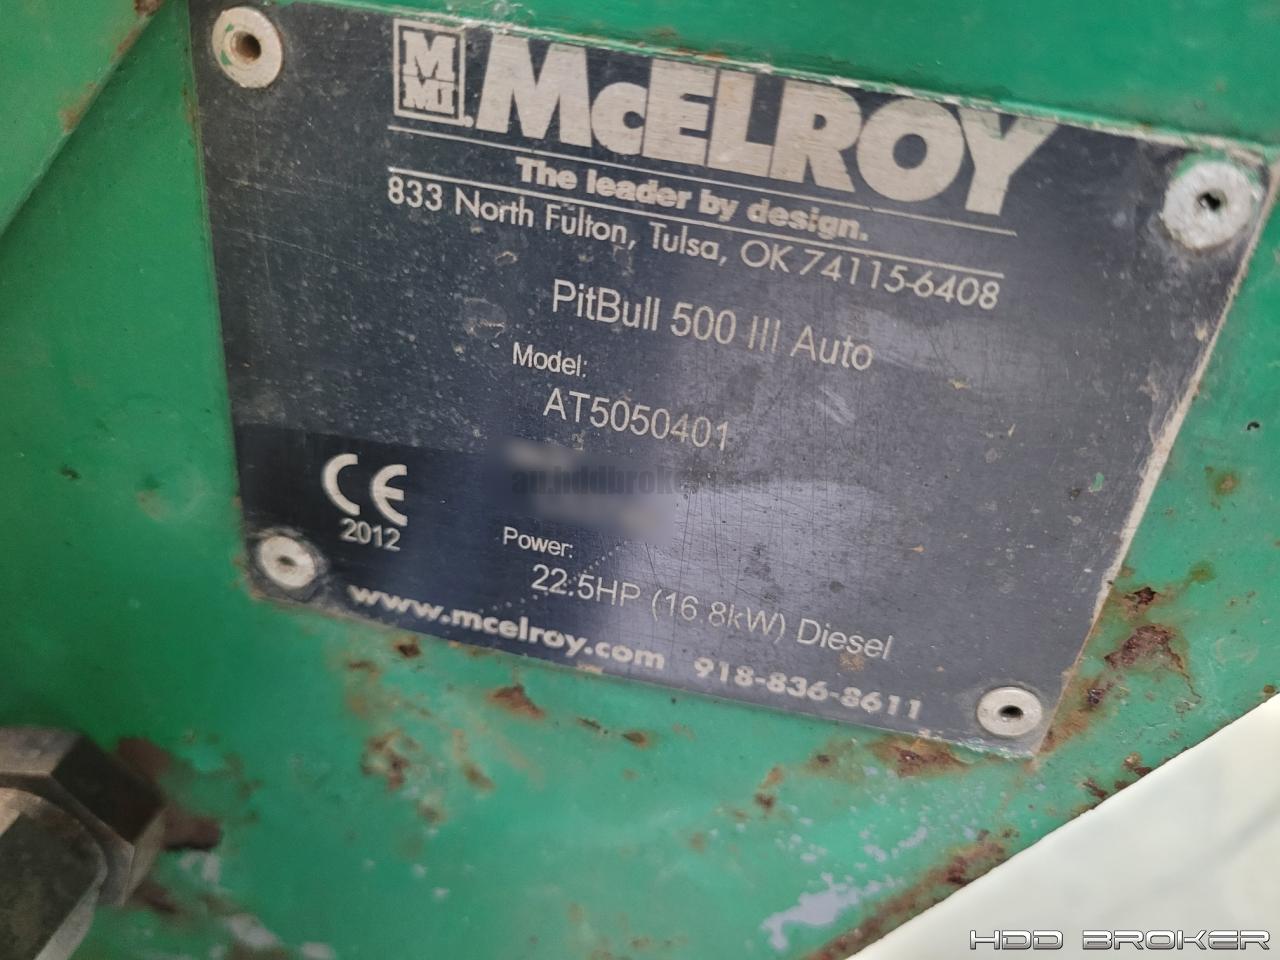 M
MI
McELROY
The leader by design.
833 North Fulton, Tulsa, OK 74115-6408
PitBull 500 III Auto
Model:
AT5050401
CE
2012
Power:
22.5HP (16.8kW) Diesel
www.mcelroy.com 918-836-8611
HDD BROKER